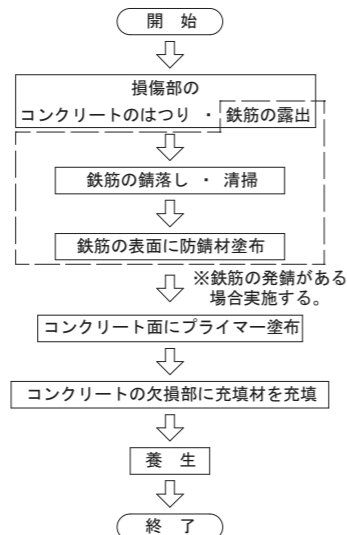 開　始
損傷部の
コンクリートのはつり ・ 鉄筋の露出
鉄筋の錆落し ・ 清掃
鉄筋の表面に防錆材塗布
※鉄筋の発錆がある
場合実施する。
コンクリート面にプライマー塗布
コンクリートの欠損部に充填材を充填
養　生
終　了